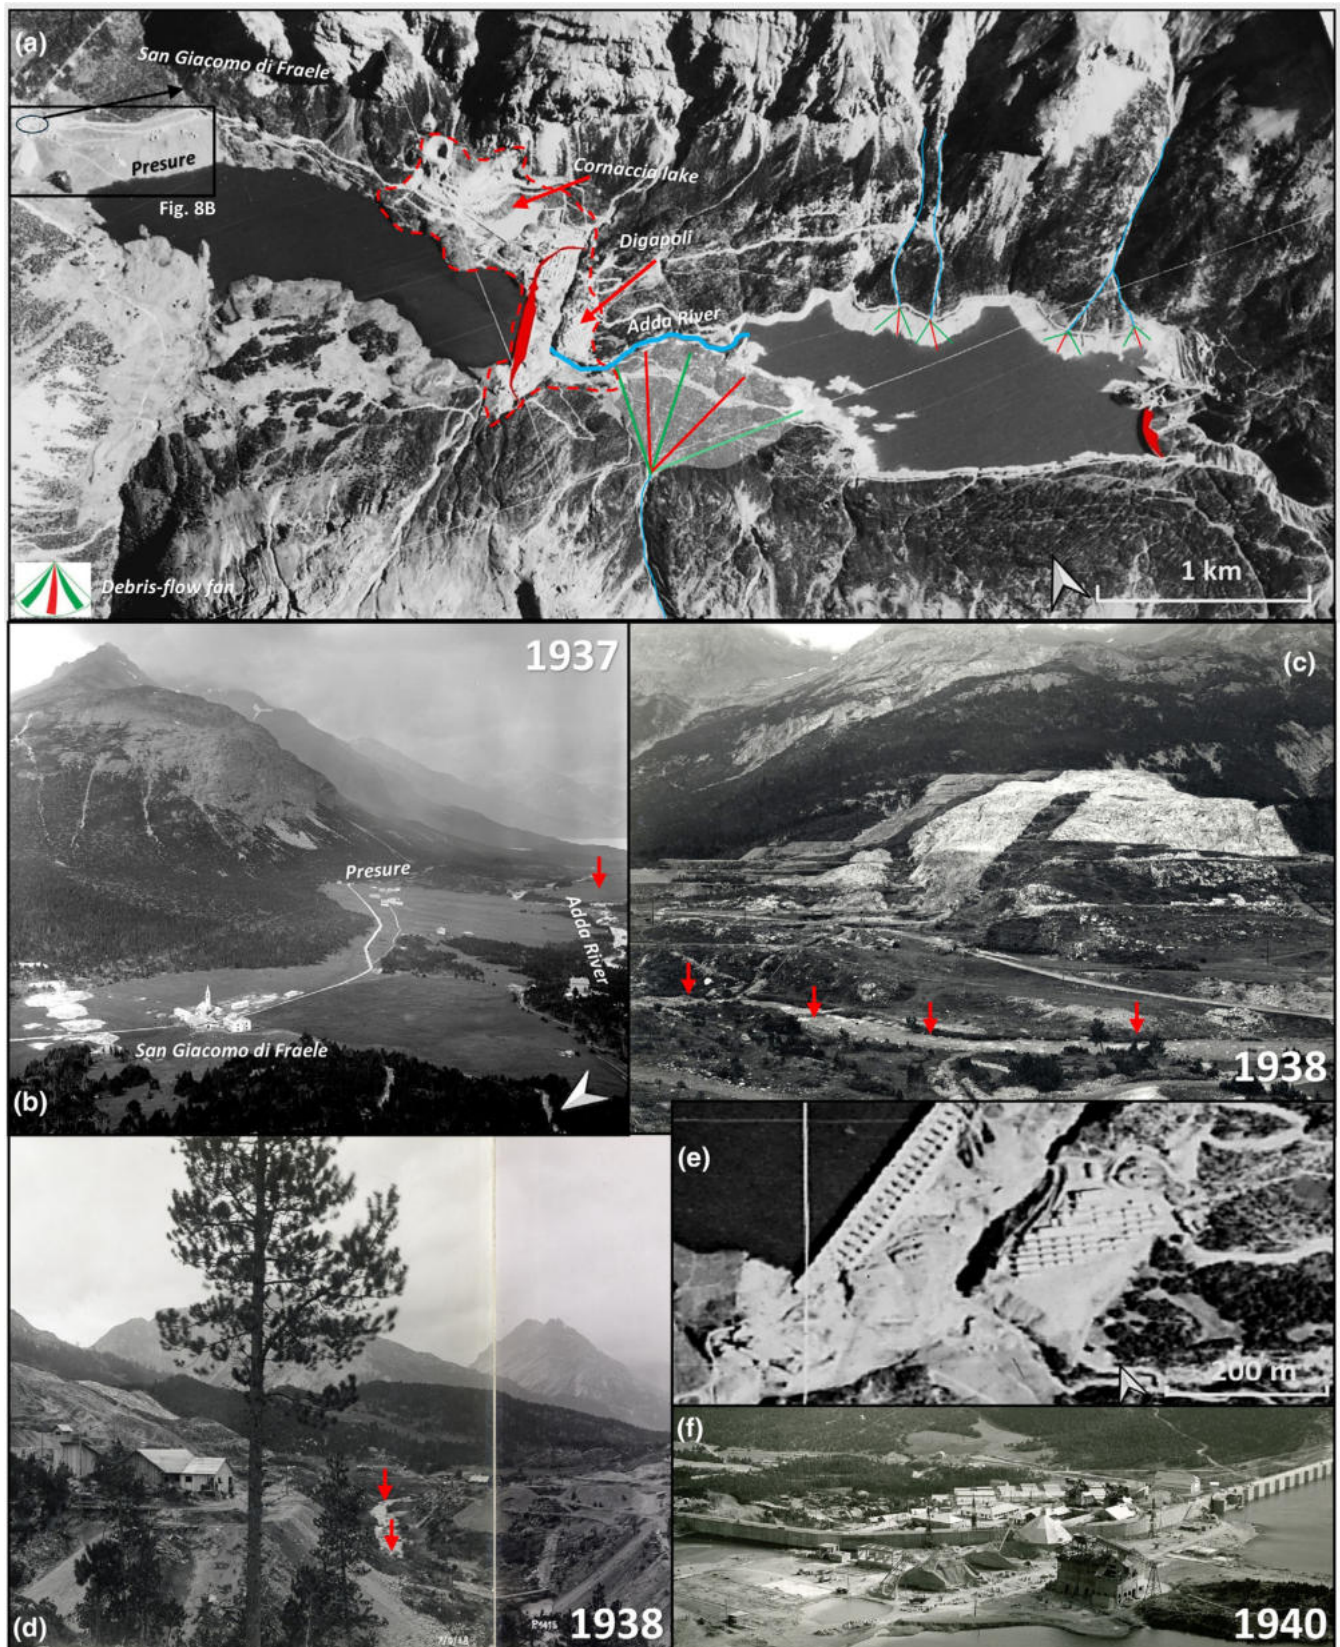 (a)
San Giacomo di Fraele
Presure
Fig. 8B
Cornaccia lake
Digapoli
Adda River
Debris-flow fan
1 km
1937
Presure
Adda River
San Giacomo di Fraele
(b)
(c)
1938
(d)
1938
(e)
200 m
(f)
1940